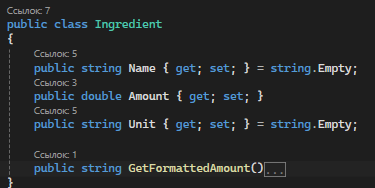 Ссылок: 7
public class Ingredient
{
Ссылок: 5
public string Name { get; set; } = string.Empty;
Ссылок: 3
public double Amount { get; set; }
Ссылок: 5
public string Unit { get; set; } = string.Empty;
Ссылок: 1
public string GetFormattedAmount()...
}